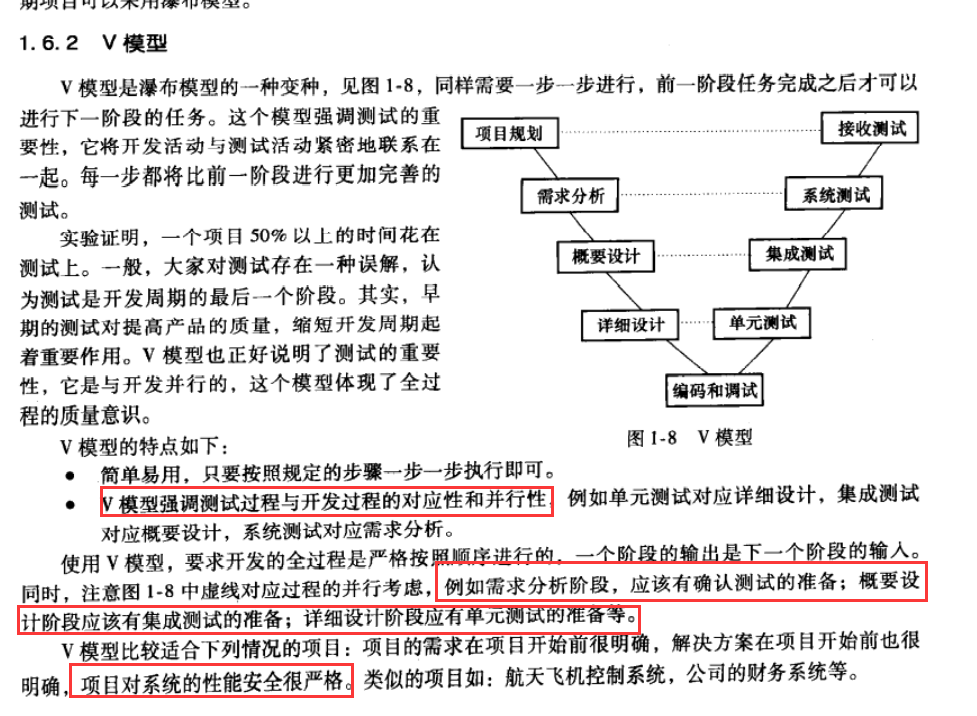 期项目可以采用瀑布模型。
1.6.2 V 模型
V 模型是瀑布模型的一种变种，见图1-8，同样需要一步一步进行，前一阶段任务完成之后才可以
进行下一阶段的任务。这个模型强调测试的重
要性，它将开发活动与测试活动紧密地联系在
一起。每一步都将比前一阶段进行更加完善的
测试。
实验证明，一个项目50%以上的时间花在
测试上。一般，大家对测试存在一种误解，认
为测试是开发周期的最后一个阶段。其实，早
期的测试对提高产品的质量，缩短开发周期起
着重要作用。V 模型也正好说明了测试的重要
性，它是与开发并行的，这个模型体现了全过
程的质量意识。
项目规划
接收测试
需求分析
系统测试
概要设计
集成测试
详细设计
单元测试
编码和调试
图1-8 V 模型
V 模型的特点如下：
● 简单易用，只要按照规定的步骤一步一步执行即可。
● V 模型强调测试过程与开发过程的对应性和并行性，例如单元测试对应详细设计，集成测试
对应概要设计，系统测试对应需求分析。
使用 V 模型，要求开发的全过程是严格按照顺序进行的，一个阶段的输出是下一个阶段的输入。
同时，注意图1-8中虚线对应过程的并行考虑，例如需求分析阶段，应该有确认测试的准备；概要设
计阶段应该有集成测试的准备；详细设计阶段应有单元测试的准备等。
V 模型比较适合下列情况的项目：项目的需求在项目开始前很明确，解决方案在项目开始前也很
明确，项目对系统的性能安全很严格。类似的项目如：航天飞机控制系统，公司的财务系统等。